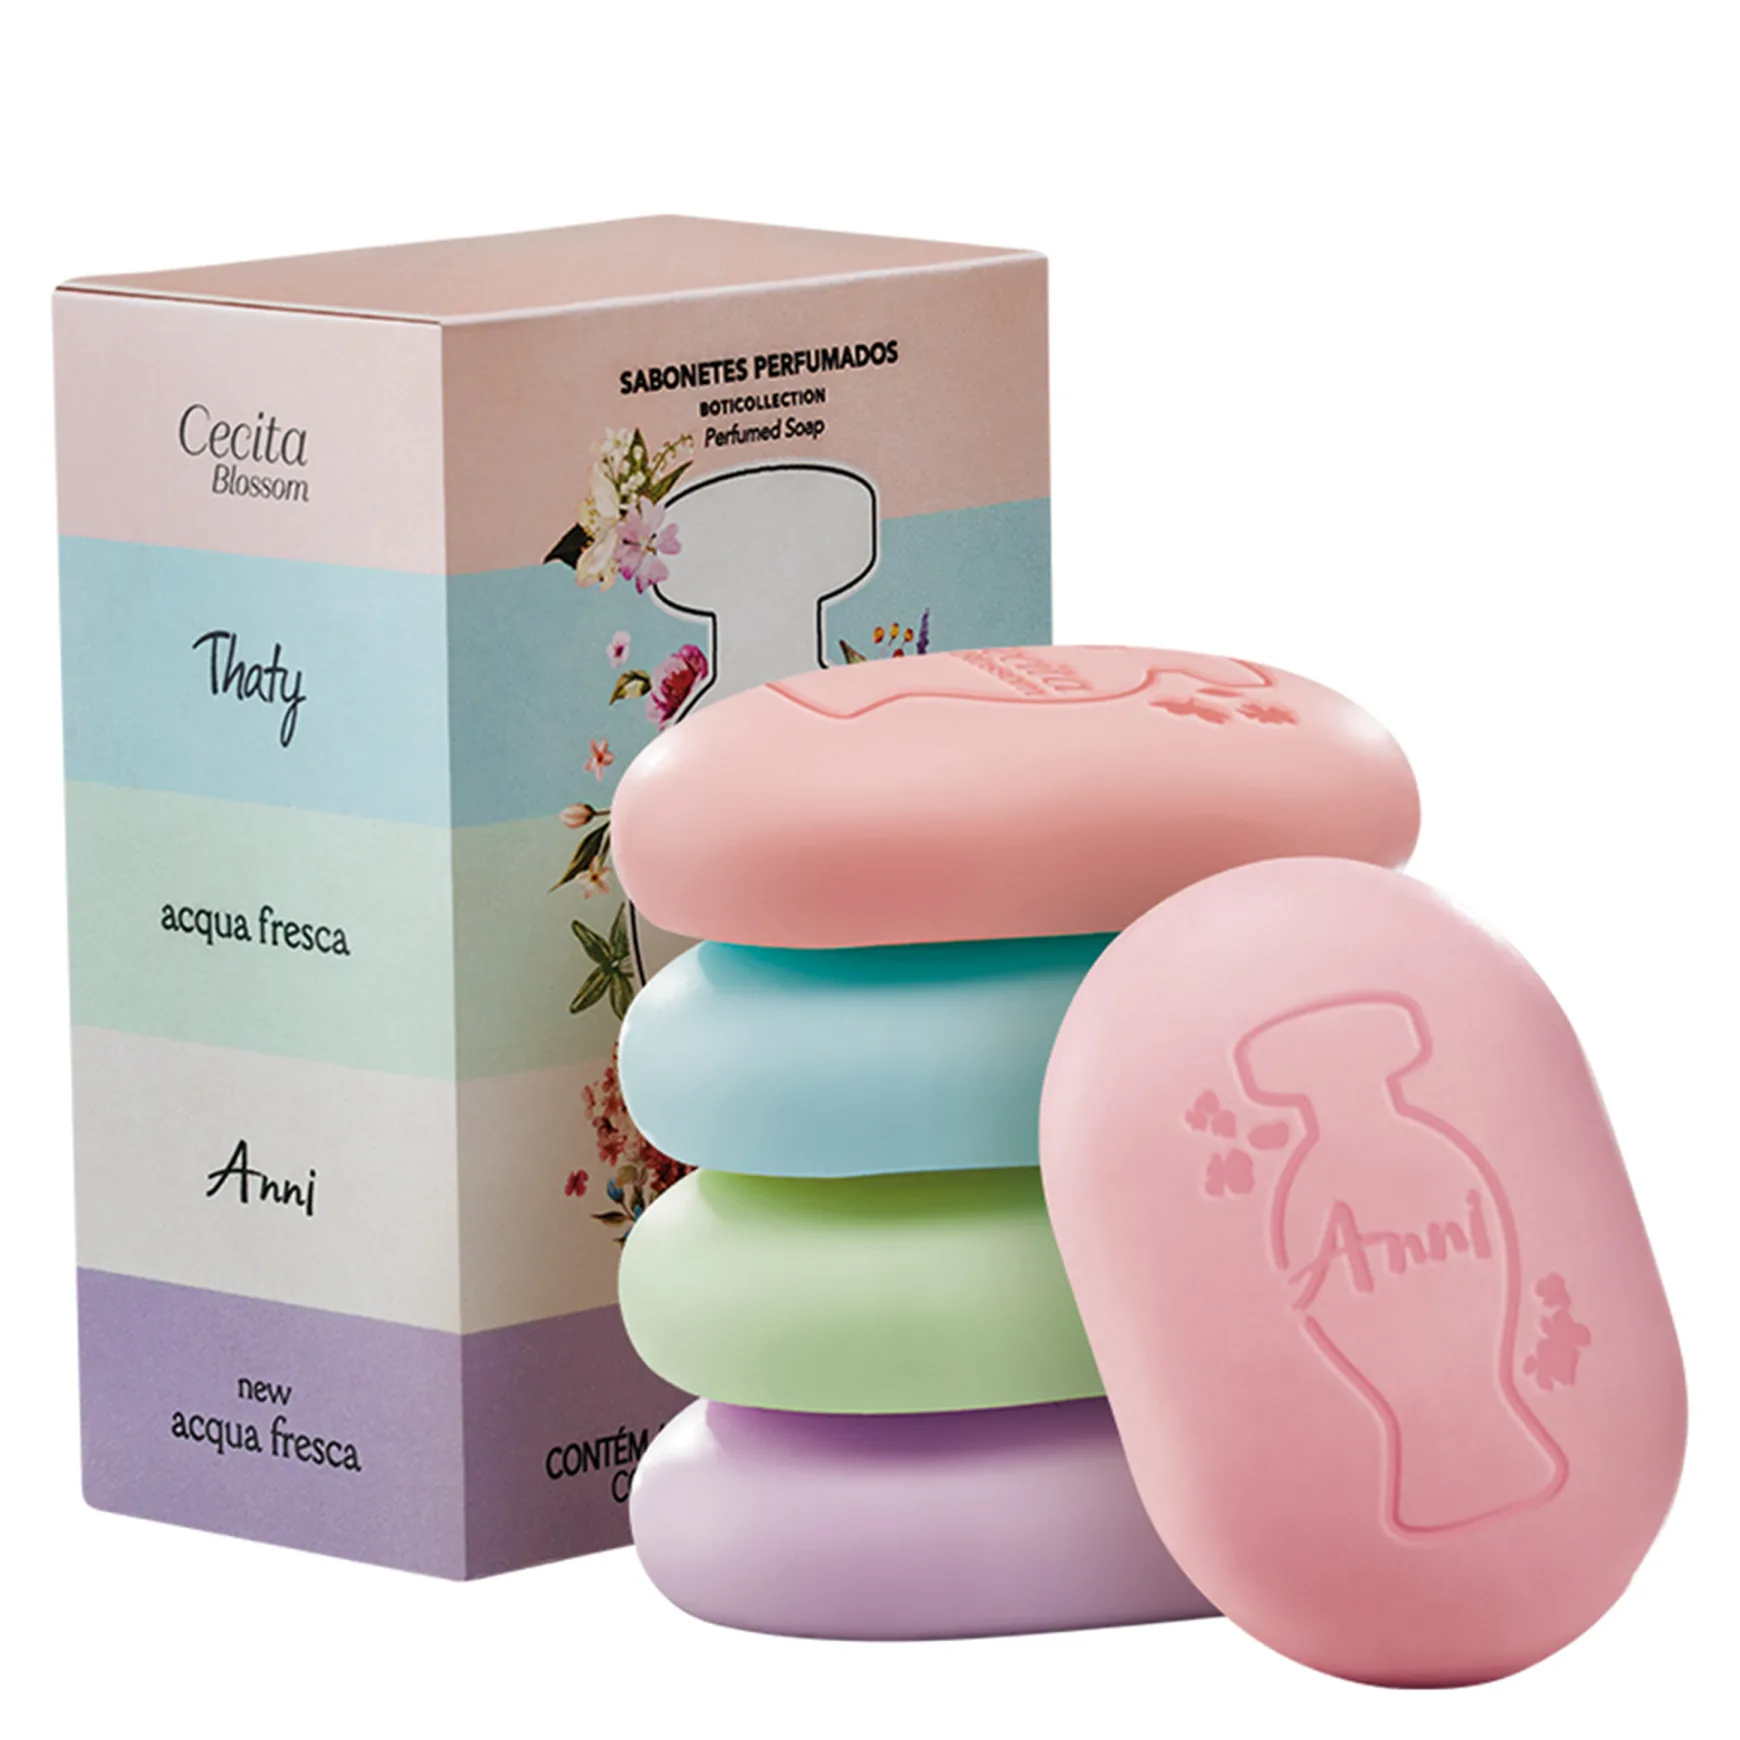 Cecita
Blossom
Thaty
acqua fresca
Anni
new
acqua fresca
SABONETES PERFUMADOS
BOTICOLLECTION
Perfumed Soap
CONTÉM
Anni